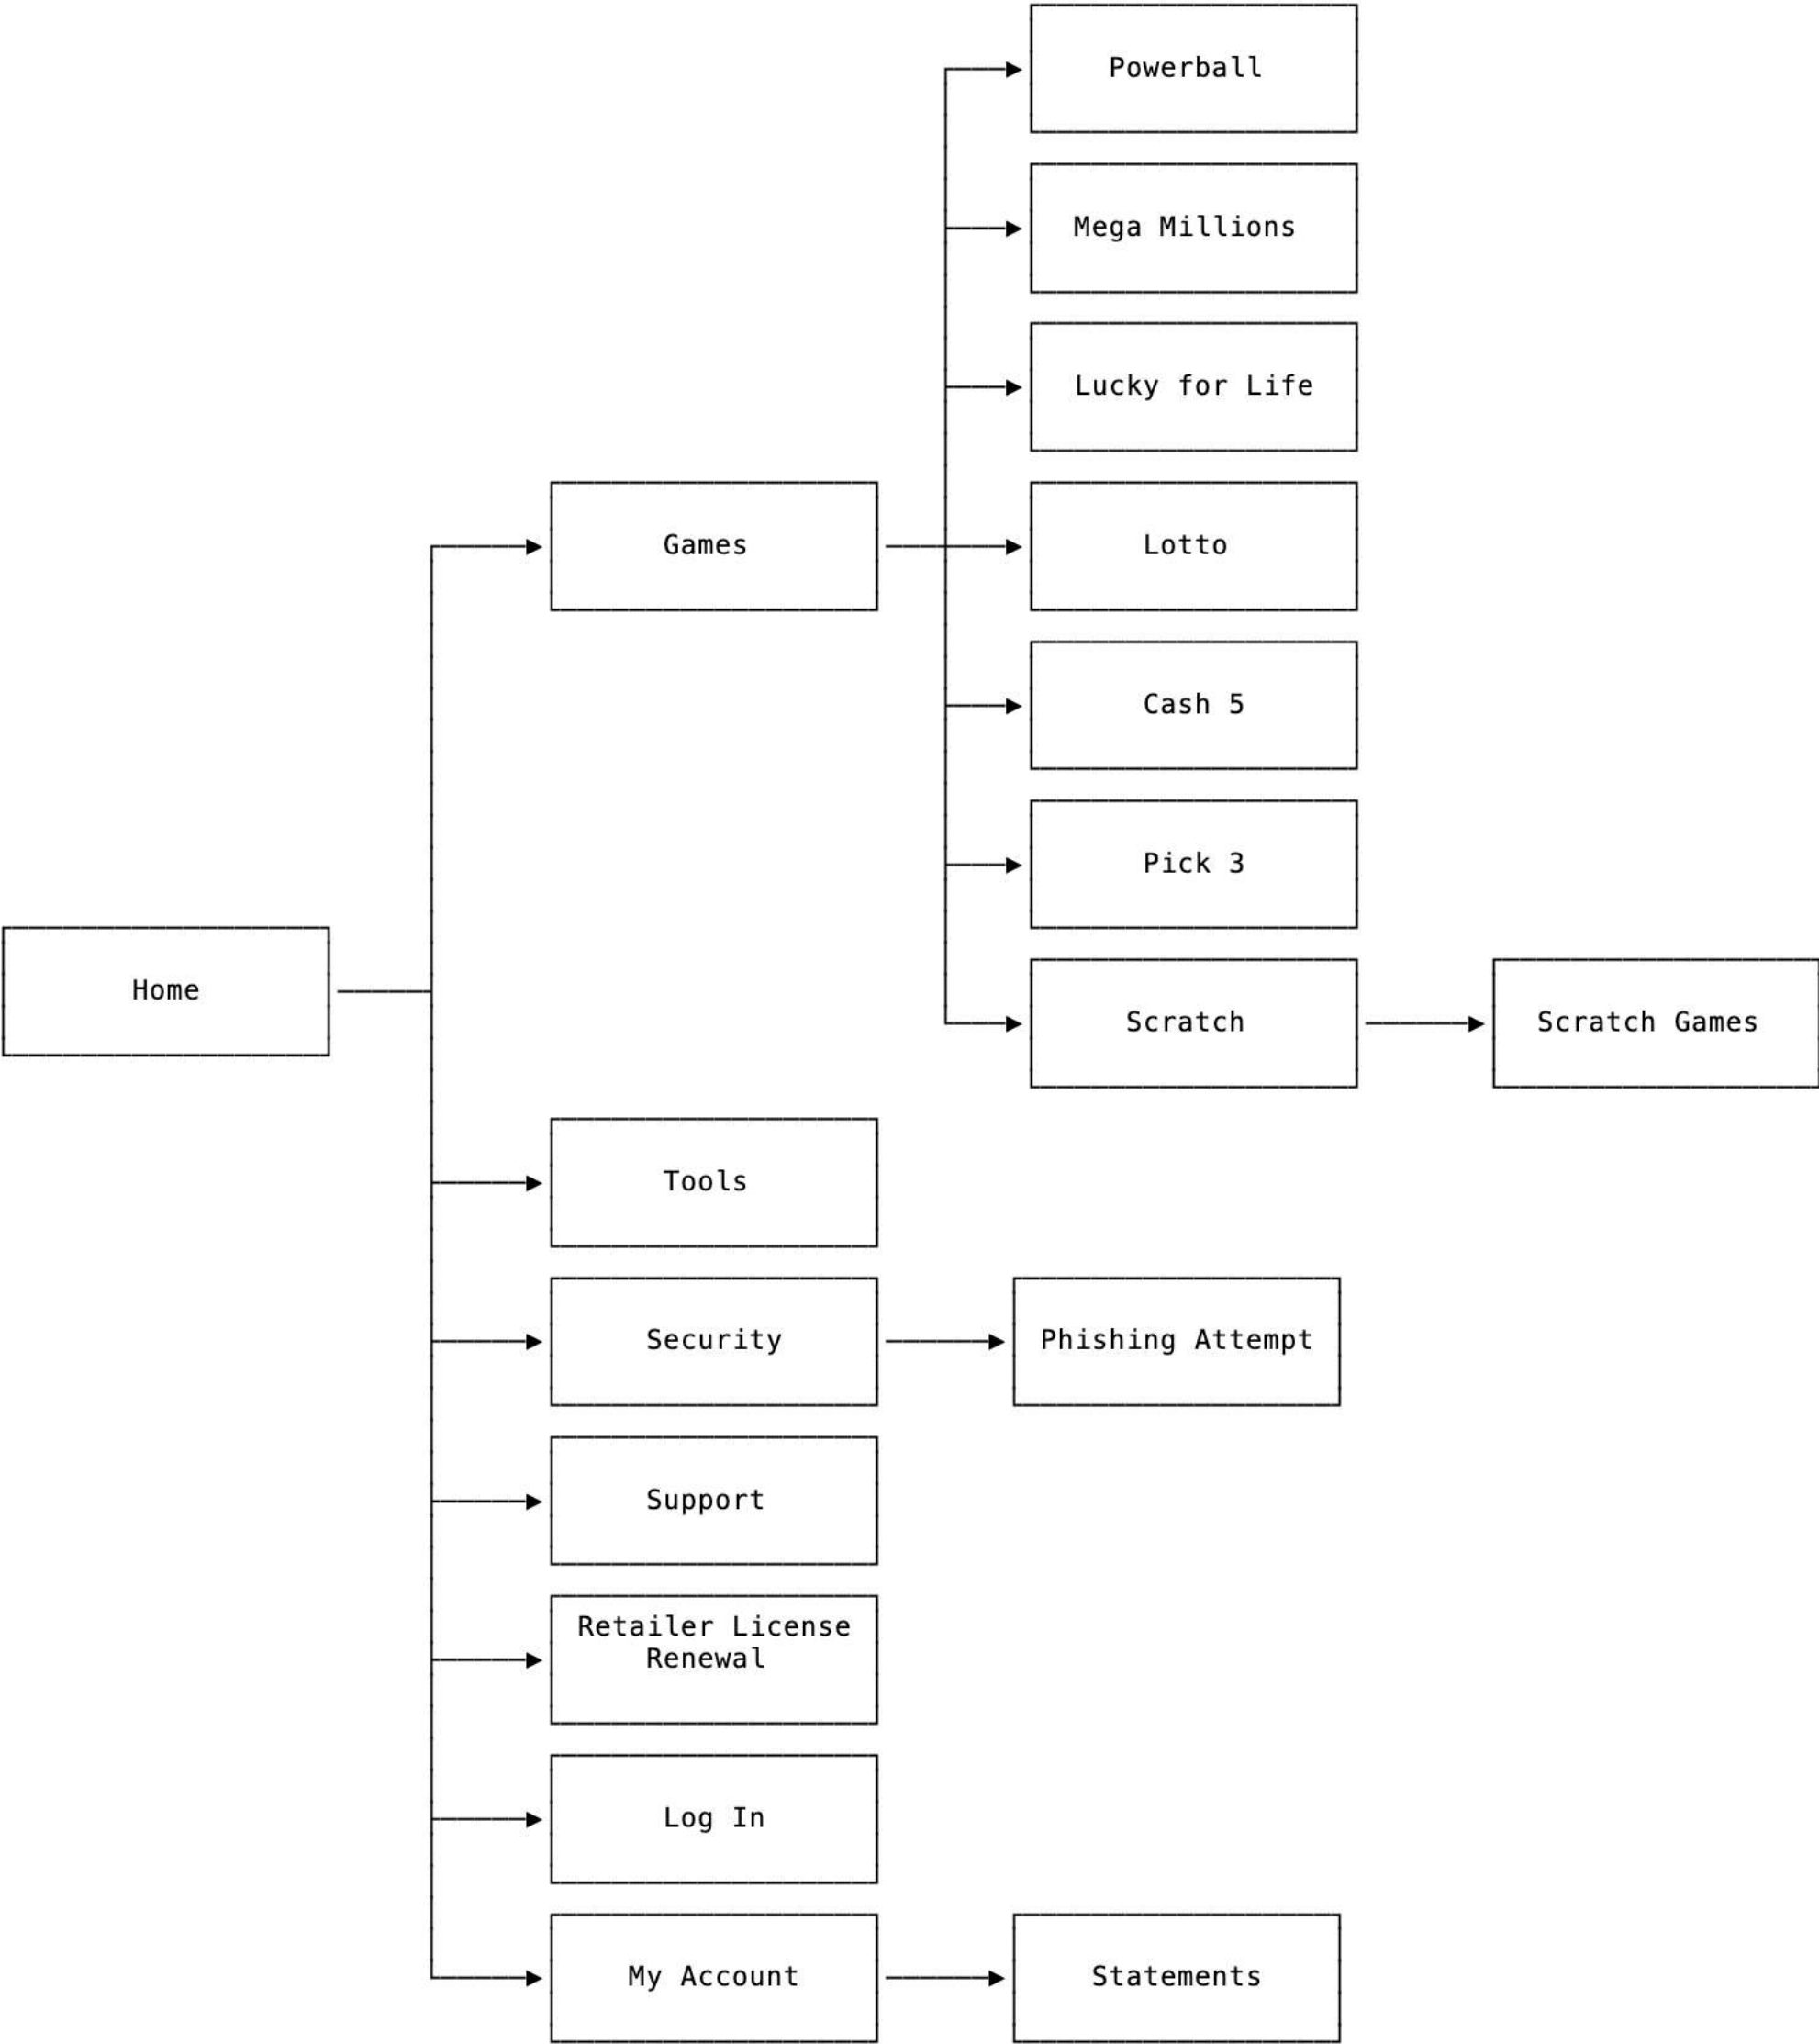 Powerball
Mega Millions
Lucky for Life
Games
Lotto
Cash 5
Pick 3
Home
Scratch
Scratch Games
Tools
Security
Phishing Attempt
Support
Retailer License
Renewal
Log In
My Account
Statements